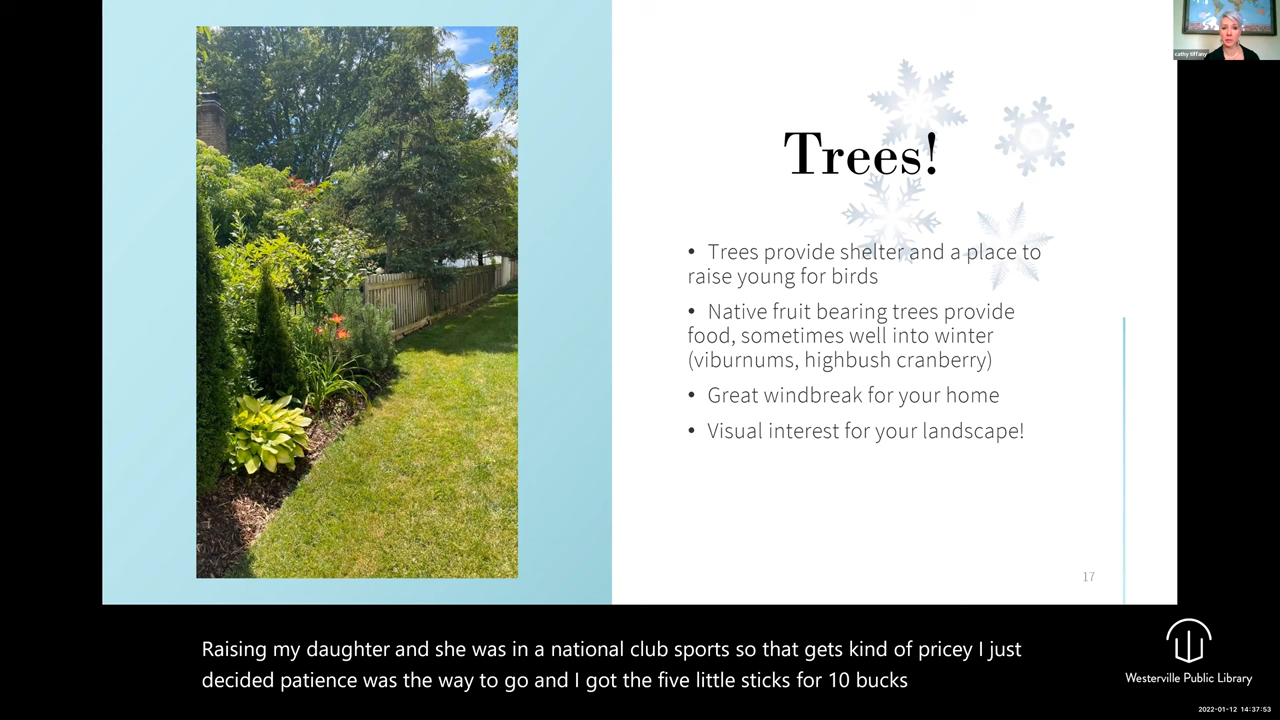 cathy tiffany
Trees!
• Trees provide shelter and a place to
raise young for birds
• Native fruit bearing trees provide
food, sometimes well into winter
(viburnums, highbush cranberry)
• Great windbreak for your home
• Visual interest for your landscape!
17
Raising my daughter and she was in a national club sports so that gets kind of pricey I just
decided patience was the way to go and I got the five little sticks for 10 bucks
Westerville Public Library
2022-01-12 14:37:53